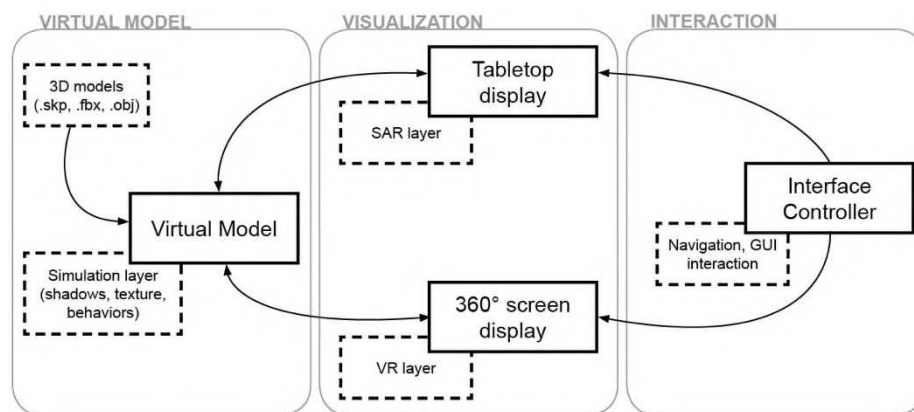 VIRTUAL MODEL
3D models
(.skp, .fbx, .obj)
Virtual Model
Simulation layer
(shadows, texture,
behaviors)
VISUALIZATION
Tabletop
display
SAR layer
360° screen
display
VR layer
INTERACTION
Interface
Controller
Navigation, GUI
interaction